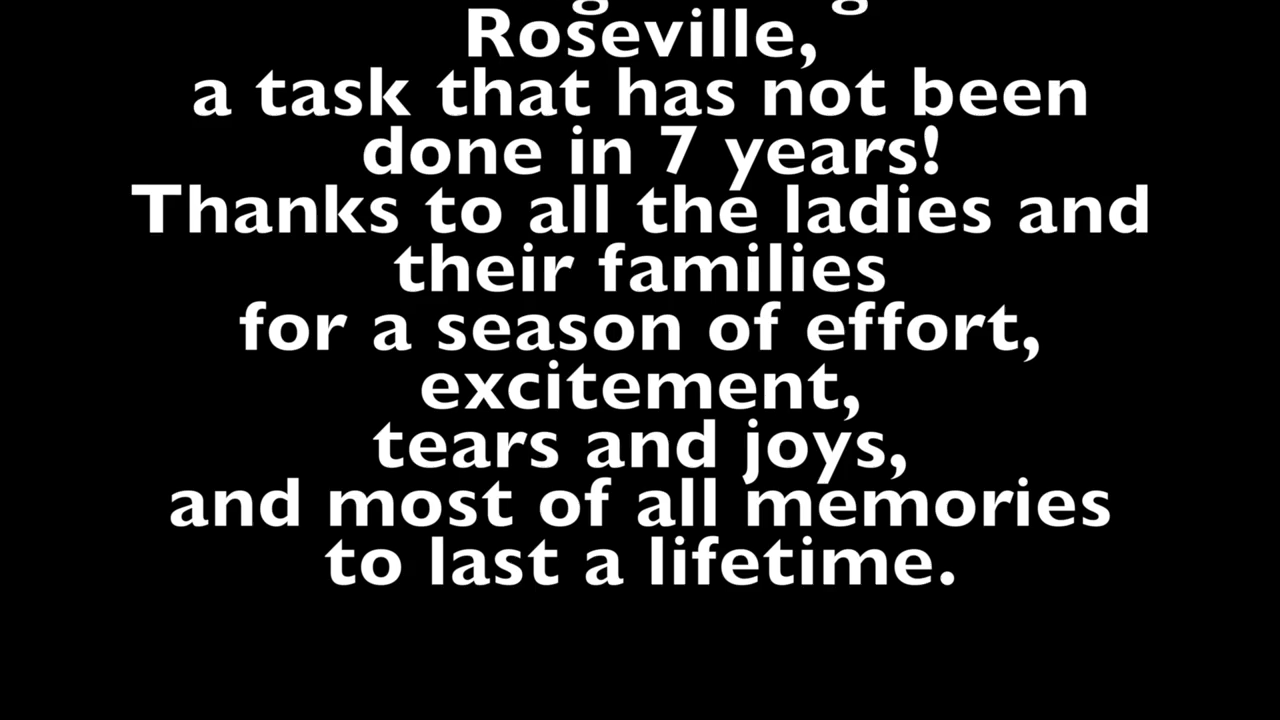 Roseville,
a task that has not been
done in 7 years!
Thanks to all the ladies and
their families
for a season of effort,
excitement,
tears and joys,
and most of all memories
to last a lifetime.